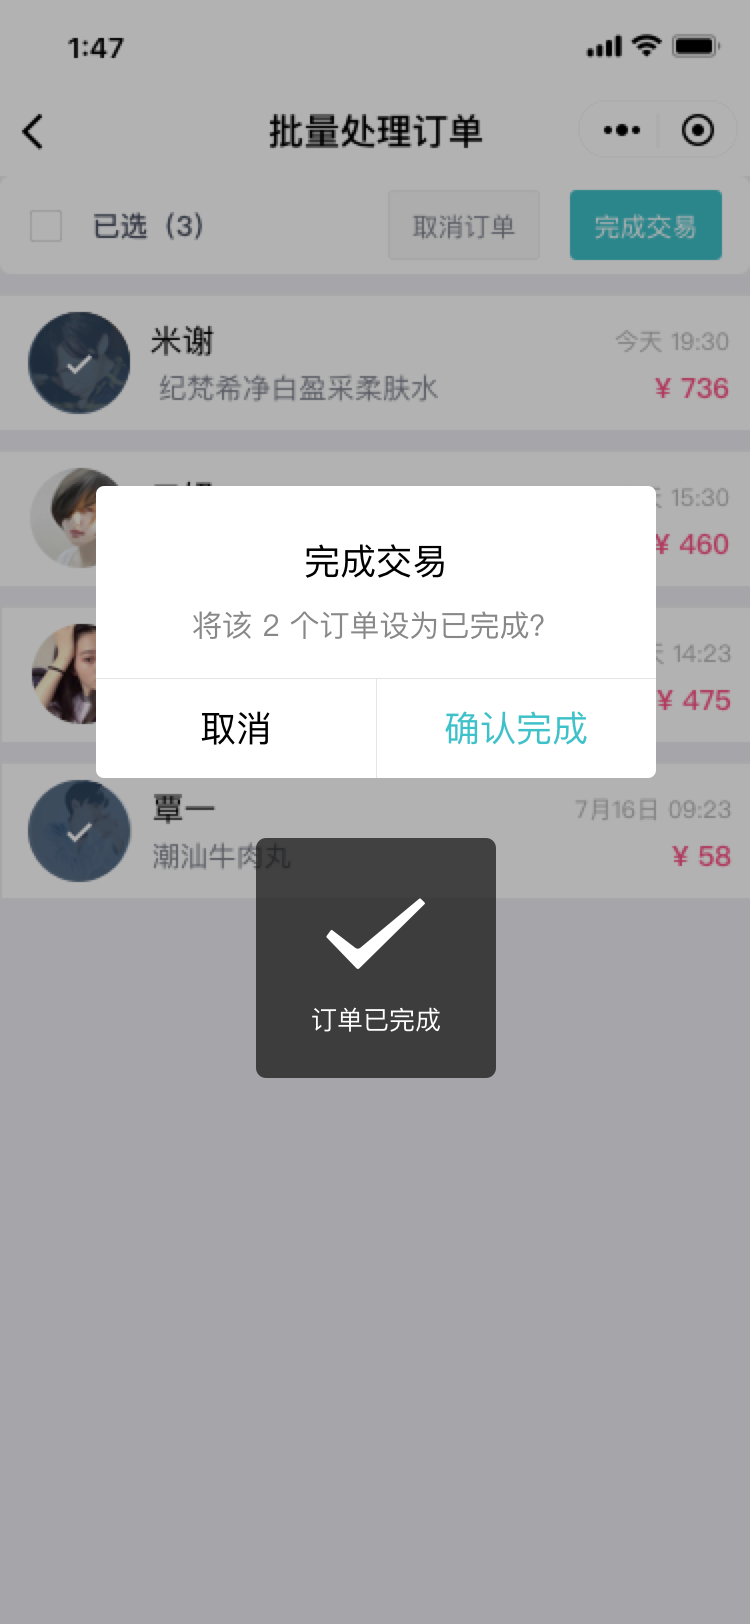 1:47
批量处理订单
已选（3） 取消订单 完成交易
米谢 今天 19:30
纪梵希净白盈采柔肤水 ¥ 736
15:30
¥ 460
完成交易
将该 2 个订单设为已完成?
14:23
¥ 475
取消 确认完成
覃一 7月16日 09:23
潮汕牛肉丸 ¥ 58
订单已完成